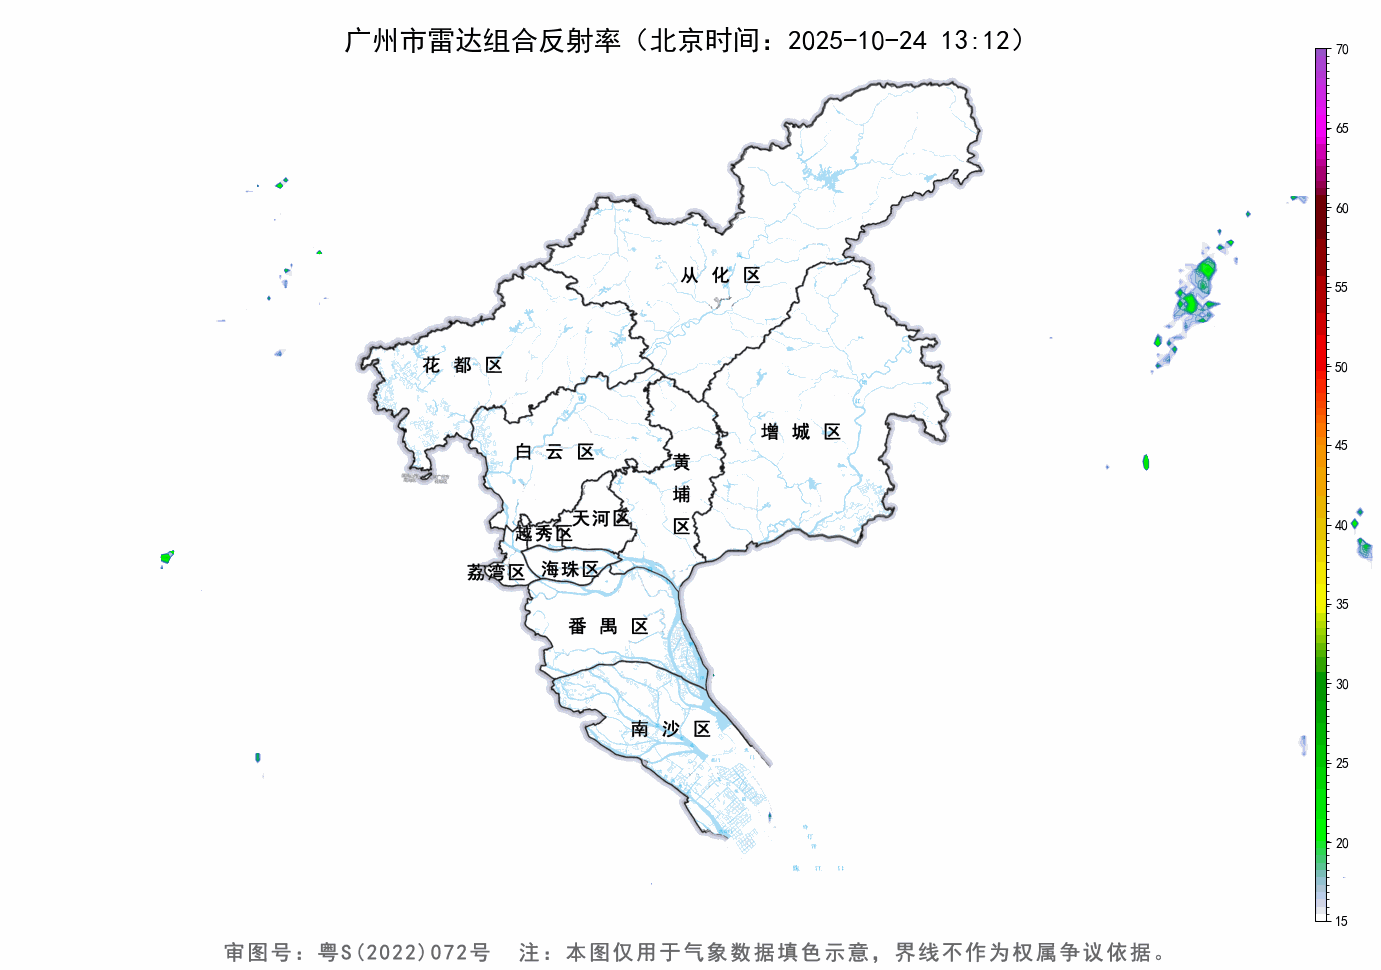 广州市雷达组合反射率（北京时间：2025-10-24 13:12）
70
65
60
55
50
45
40
35
30
25
20
15
从化区
花都区
增城区
白云区
黄埔区
天河区
越秀区
荔湾区
海珠区
番禺区
南沙区
审图号：粤S(2022)072号 注：本图仅用于气象数据填色示意，界线不作为权属争议依据。